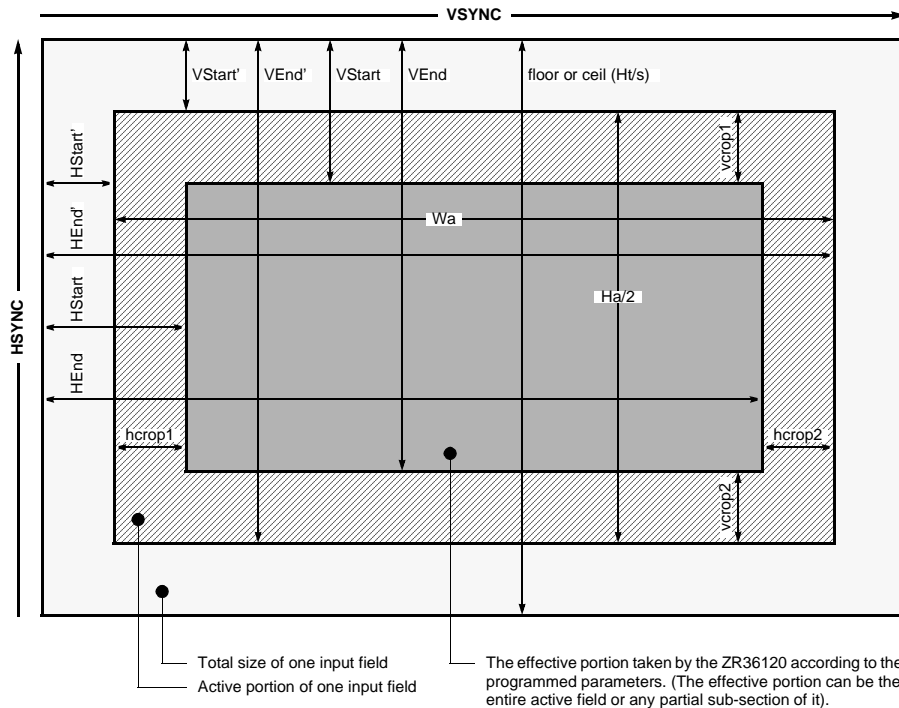 VSYNC
HSYNC
VStart'
VEnd'
VStart
VEnd
floor or ceil (Ht/s)
HStart'
vcrop1
HEnd'
Wa
HStart
Ha/2
HEnd
hcrop1
hcrop2
vcrop2
Total size of one input field
Active portion of one input field
The effective portion taken by the ZR36120 according to the
programmed parameters. (The effective portion can be the
entire active field or any partial sub-section of it).